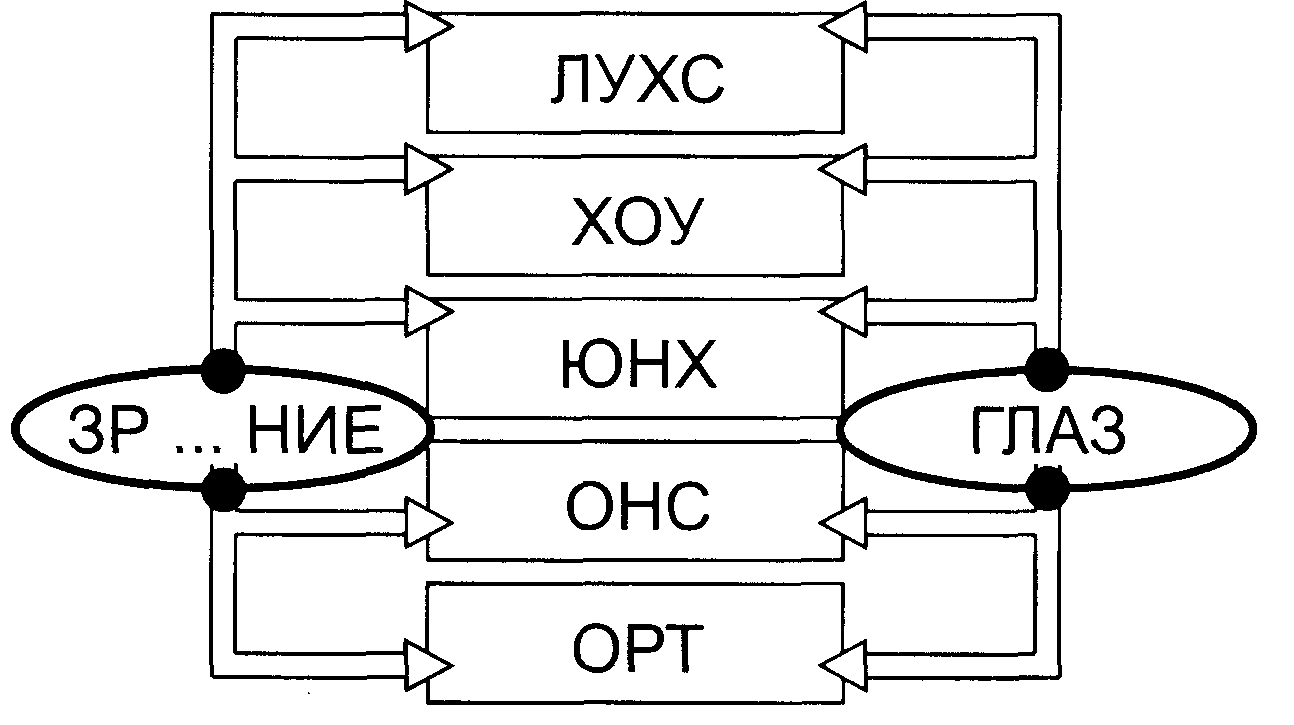 ЛУХС
ХОУ
ЮНХ
ЗР ... НИЕ
ГЛАЗ
ОНС
ОРТ